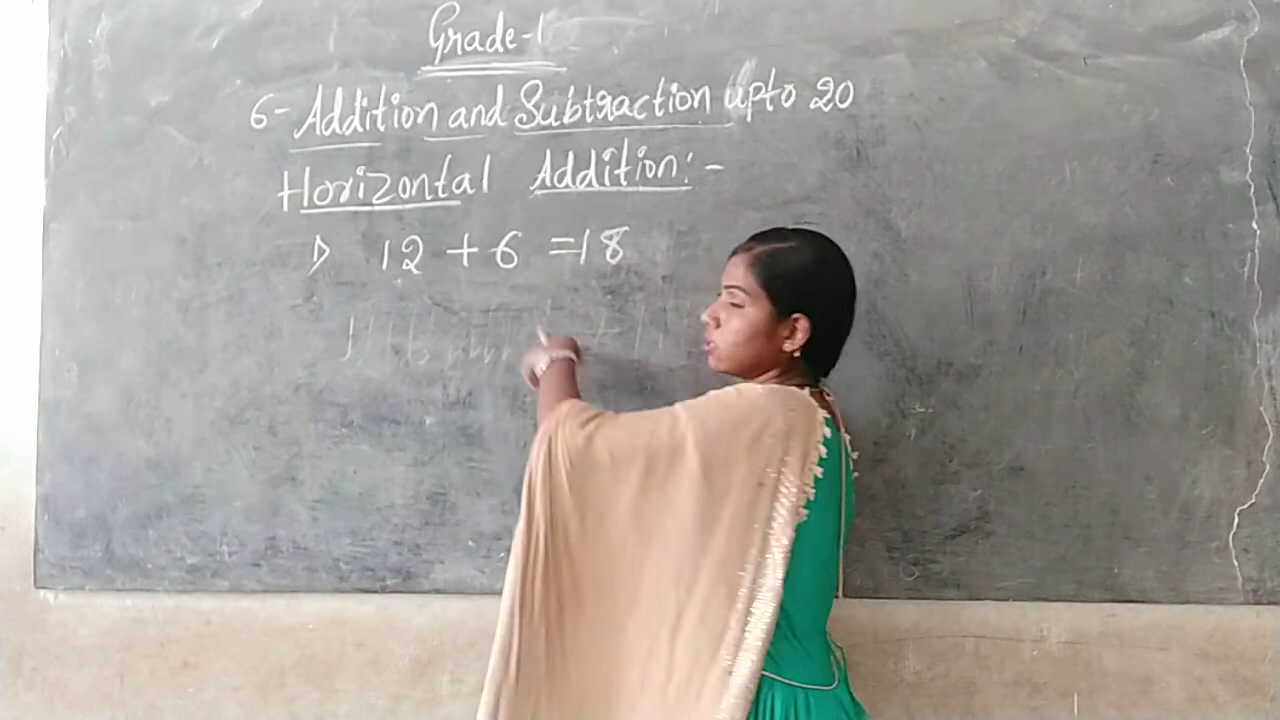 Grade-1
6-Addition and Subtraction upto 20
Horizontal Addition:-
1) 12 + 6 =18